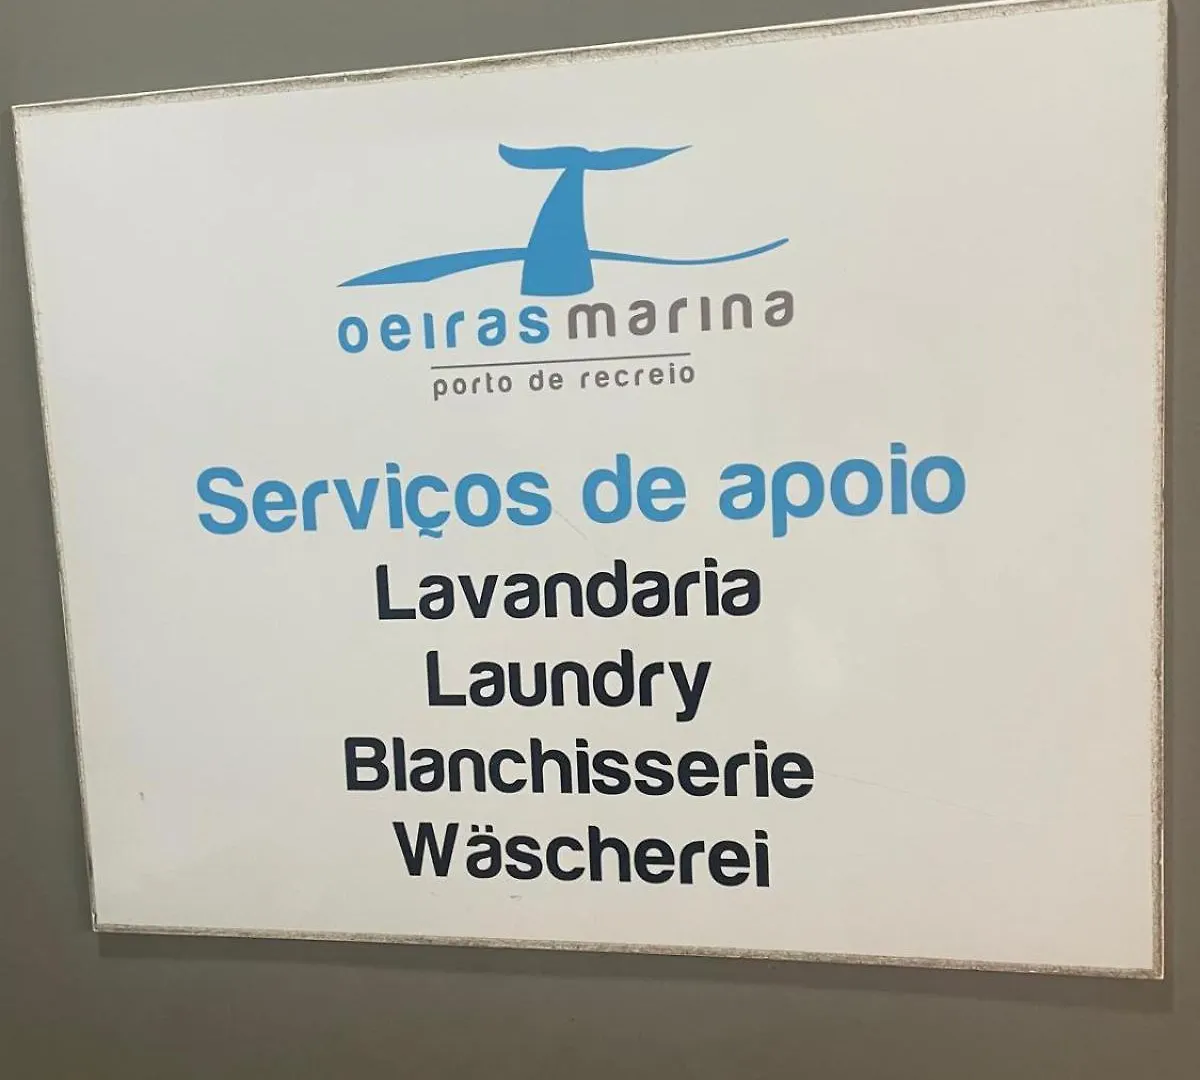 oeiras marina
porto de recreio
Serviços de apoio
Lavandaria
Laundry
Blanchisserie
Wäscherei